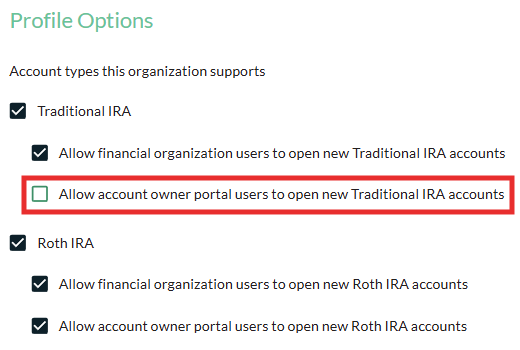 Profile Options
Account types this organization supports
Traditional IRA
Allow financial organization users to open new Traditional IRA accounts
Allow account owner portal users to open new Traditional IRA accounts
Roth IRA
Allow financial organization users to open new Roth IRA accounts
Allow account owner portal users to open new Roth IRA accounts